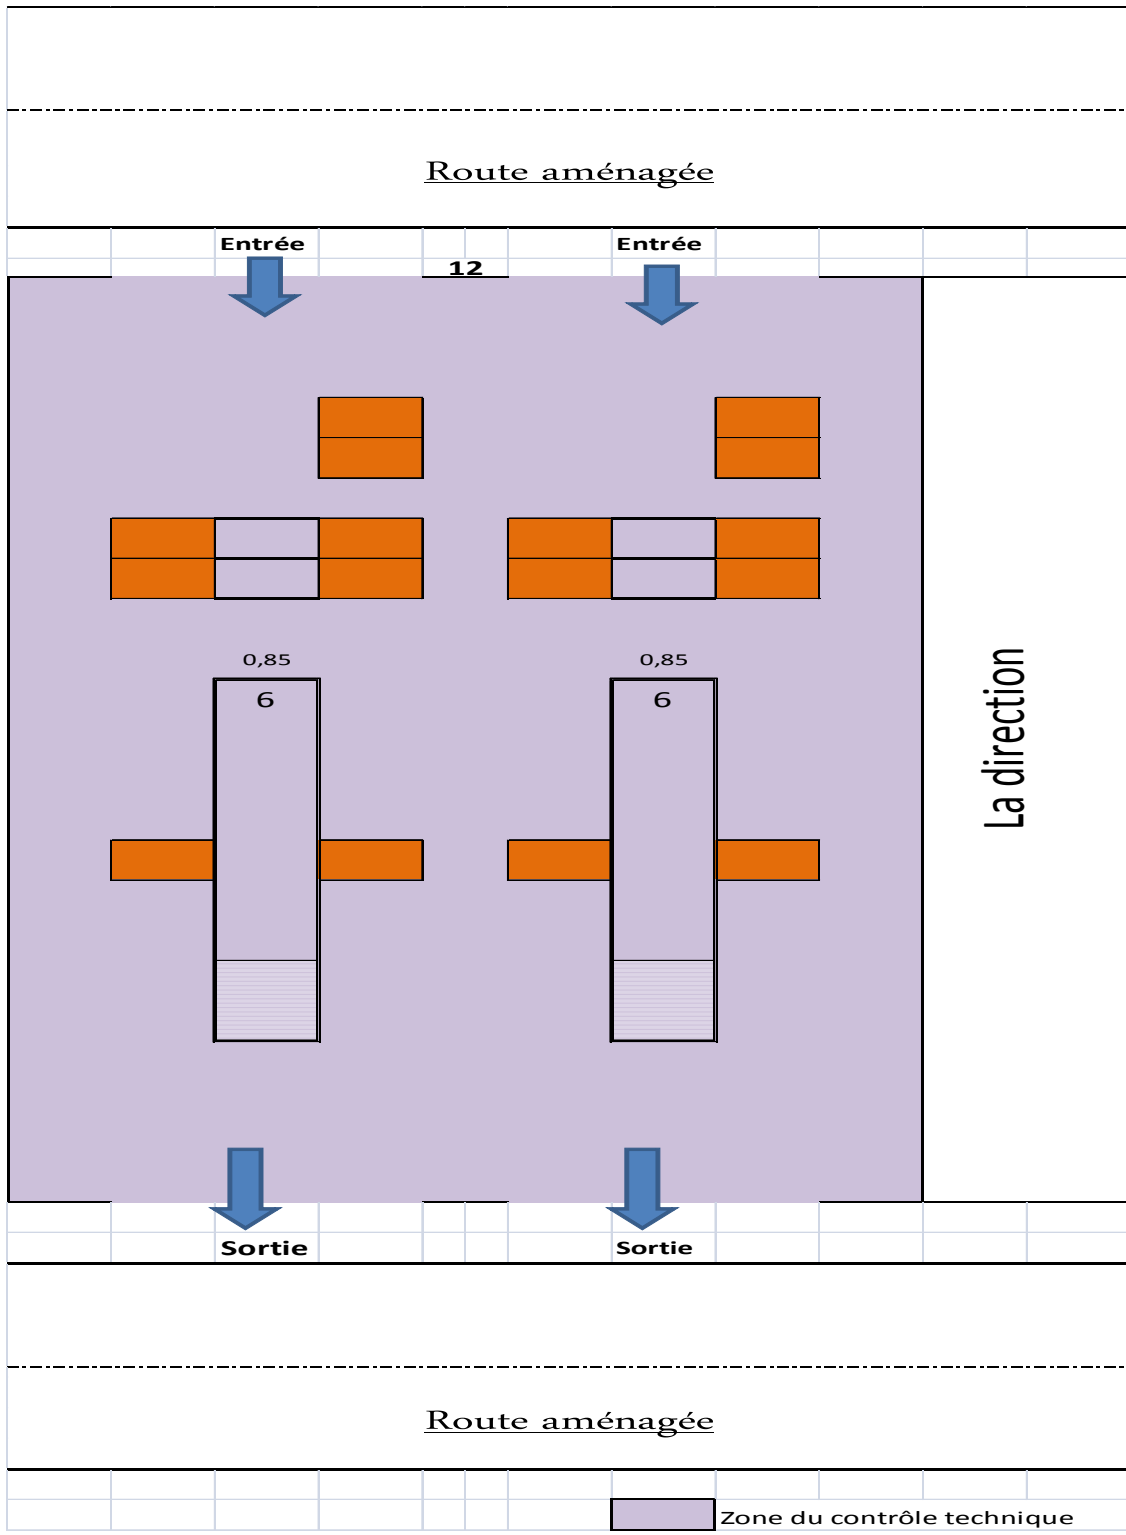 Route aménagée
Entrée
Entrée
12
0,85
0,85
6
6
La direction
Sortie
Sortie
Route aménagée
Zone du contrôle technique